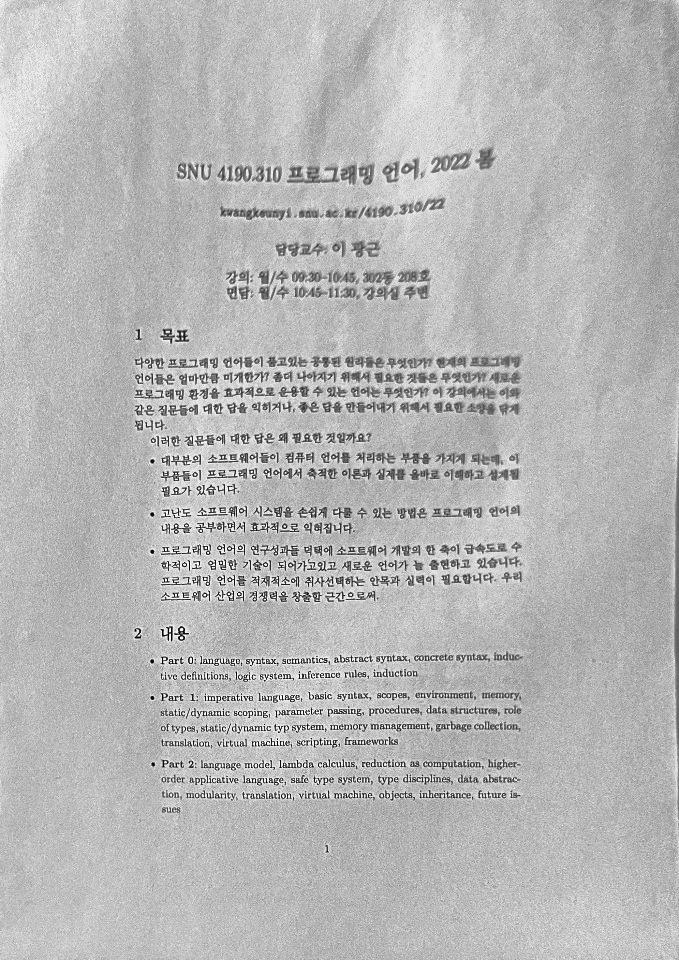 SNU 4190.310 프로그래밍 언어, 2022 봄
kwangkeunyi.snu.ac.kr/4190.310/22
담당교수: 이 광근
강의: 월/수 09:30-10:45, 302동 208호
면담: 월/수 10:45-11:30, 강의실 주변
1 목표
다양한 프로그래밍 언어들이 품고있는 공통된 원리들은 무엇인가? 현재의 프로그래밍
언어들은 얼마만큼 미개한가? 좀더 나아지기 위해서 필요한 것들은 무엇인가? 새로운
프로그래밍 환경을 효과적으로 운용할 수 있는 언어는 무엇인가? 이 강의에서는 이와
같은 질문들에 대한 답을 익히거나, 좋은 답을 만들어내기 위해서 필요한 소양을 닦게
됩니다.
이러한 질문들에 대한 답은 왜 필요한 것일까요?
• 대부분의 소프트웨어들이 컴퓨터 언어를 처리하는 부품을 가지게 되는데, 이
부품들이 프로그래밍 언어에서 축적한 이론과 실제를 올바로 이해하고 설계될
필요가 있습니다.
• 고난도 소프트웨어 시스템을 손쉽게 다룰 수 있는 방법은 프로그래밍 언어의
내용을 공부하면서 효과적으로 익혀집니다.
• 프로그래밍 언어의 연구성과들 덕택에 소프트웨어 개발의 한 축이 급속도로 수
학적이고 엄밀한 기술이 되어가고있고 새로운 언어가 늘 출현하고 있습니다.
프로그래밍 언어를 적재적소에 취사선택하는 안목과 실력이 필요합니다. 우리
소프트웨어 산업의 경쟁력을 창출할 근간으로써.
2 내용
• Part 0: language, syntax, semantics, abstract syntax, concrete syntax, induc-
tive definitions, logic system, inference rules, induction
• Part 1: imperative language, basic syntax, scopes, environment, memory,
static/dynamic scoping, parameter passing, procedures, data structures, role
of types, static/dynamic typ system, memory management, garbage collection,
translation, virtual machine, scripting, frameworks
• Part 2: language model, lambda calculus, reduction as computation, higher-
order applicative language, safe type system, type disciplines, data abstrac-
tion, modularity, translation, virtual machine, objects, inheritance, future is-
sues
1